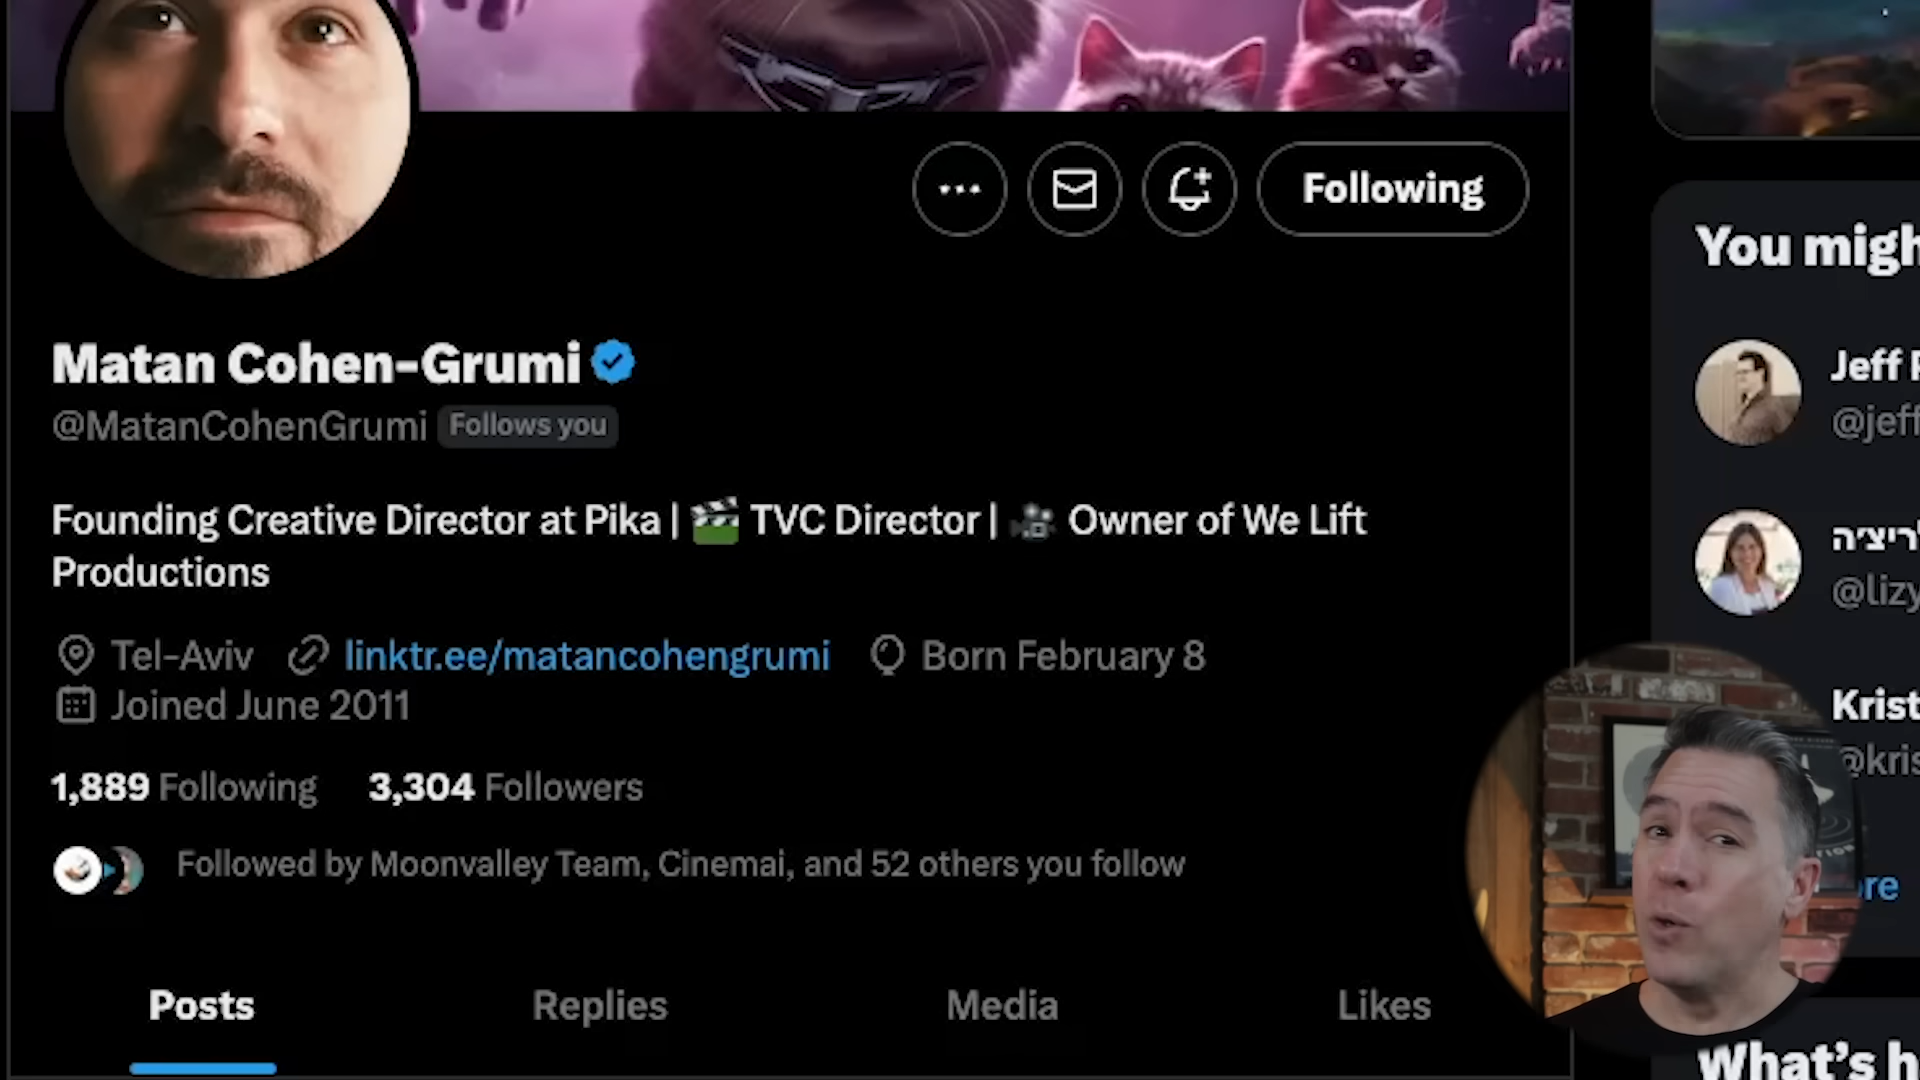 Following
You migh
Matan Cohen-Grumi
@MatanCohenGrumi Follows you
Jeff
@jeff
Founding Creative Director at Pika | TVC Director | Owner of We Lift
Productions
@lizy
Tel-Aviv linktr.ee/matancohengrumi Born February 8
Joined June 2011
Krist
@kris
1,889 Following 3,304 Followers
Followed by Moonvalley Team, Cinemai, and 52 others you follow
re
Posts Replies Media Likes
What's h